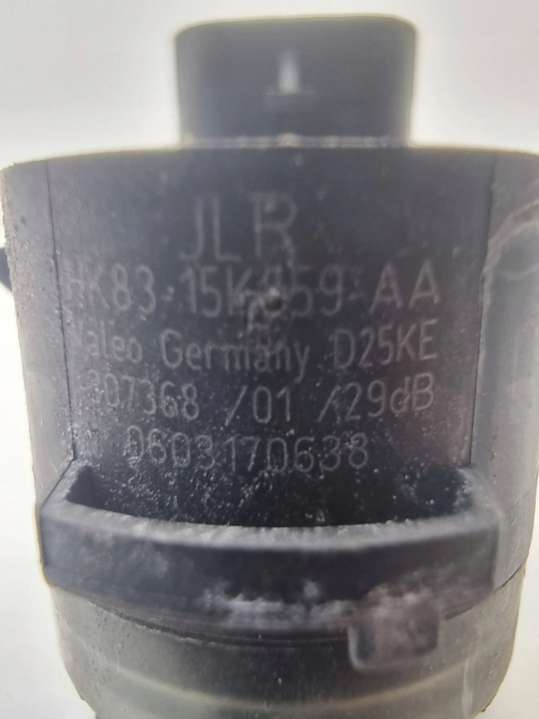 JLR
HK83-15K859-AA
Valeo Germany D25KE
307368 /01 /29dB
0603170638